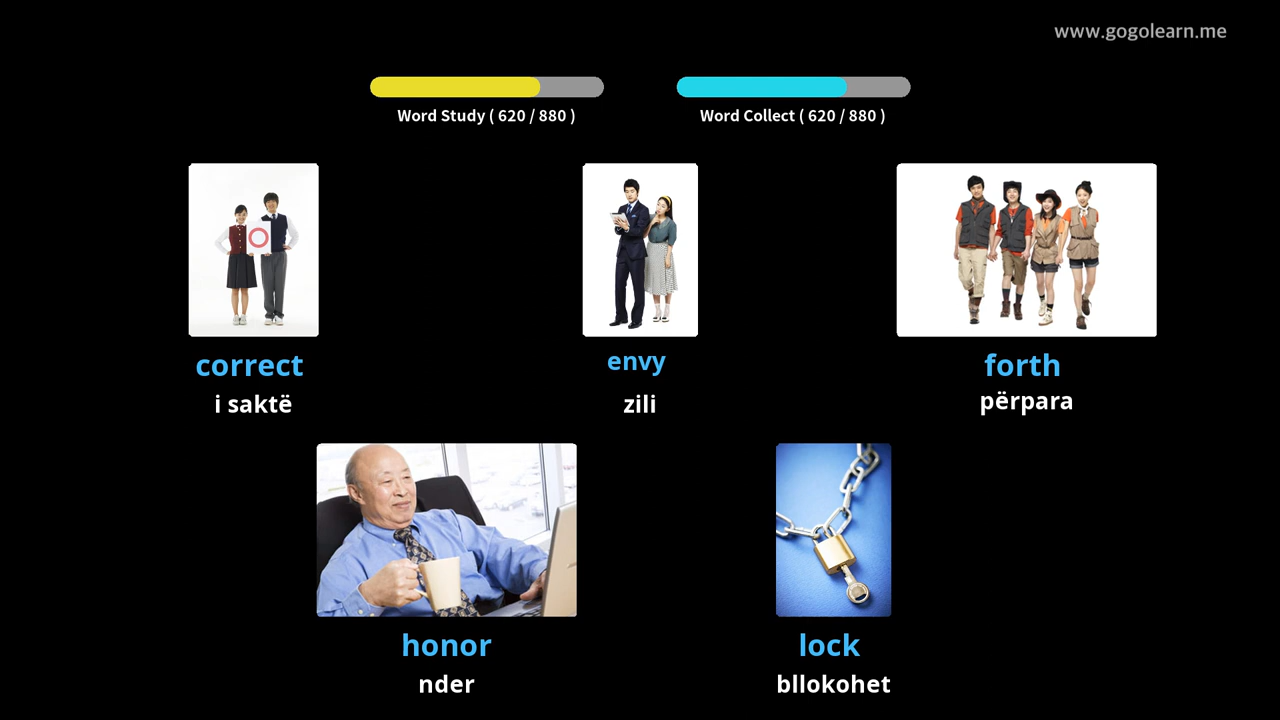 www.gogolearn.me
Word Study ( 620 / 880 )
Word Collect ( 620 / 880 )
correct
i saktë
envy
zili
forth
përpara
honor
nder
lock
bllokohet